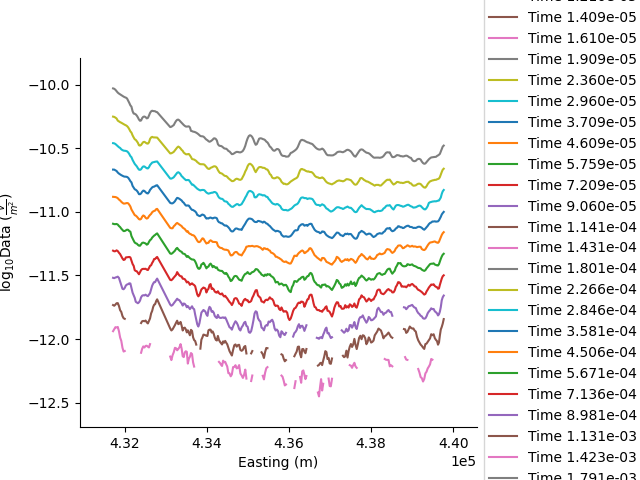 Time 1.409e-05
Time 1.610e-05
Time 1.909e-05
Time 2.360e-05
Time 2.960e-05
Time 3.709e-05
Time 4.609e-05
Time 5.759e-05
Time 7.209e-05
Time 9.060e-05
Time 1.141e-04
Time 1.431e-04
Time 1.801e-04
Time 2.266e-04
Time 2.846e-04
Time 3.581e-04
Time 4.506e-04
Time 5.671e-04
Time 7.136e-04
Time 8.981e-04
Time 1.131e-03
Time 1.423e-03
Time 1.791e-03
−10.0
−10.5
−11.0
−11.5
−12.0
−12.5
log₁₀Data (V/m²)
4.32
4.34
4.36
4.38
4.40
1e5
Easting (m)